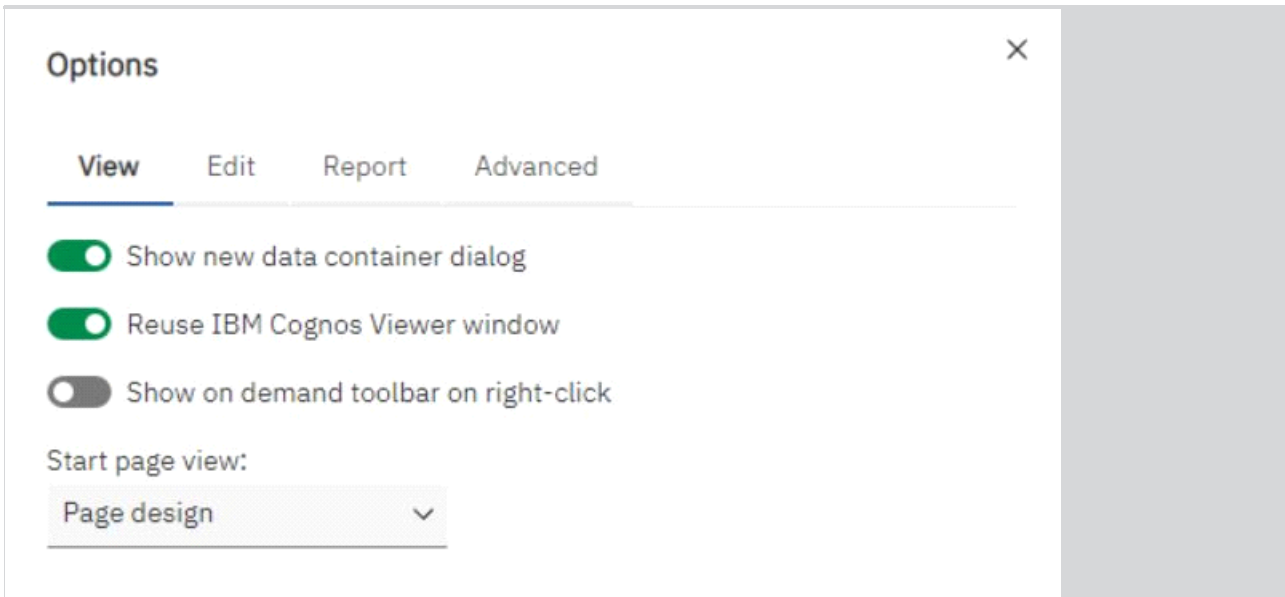 Options
View Edit Report Advanced
Show new data container dialog
Reuse IBM Cognos Viewer window
Show on demand toolbar on right-click
Start page view:
Page design